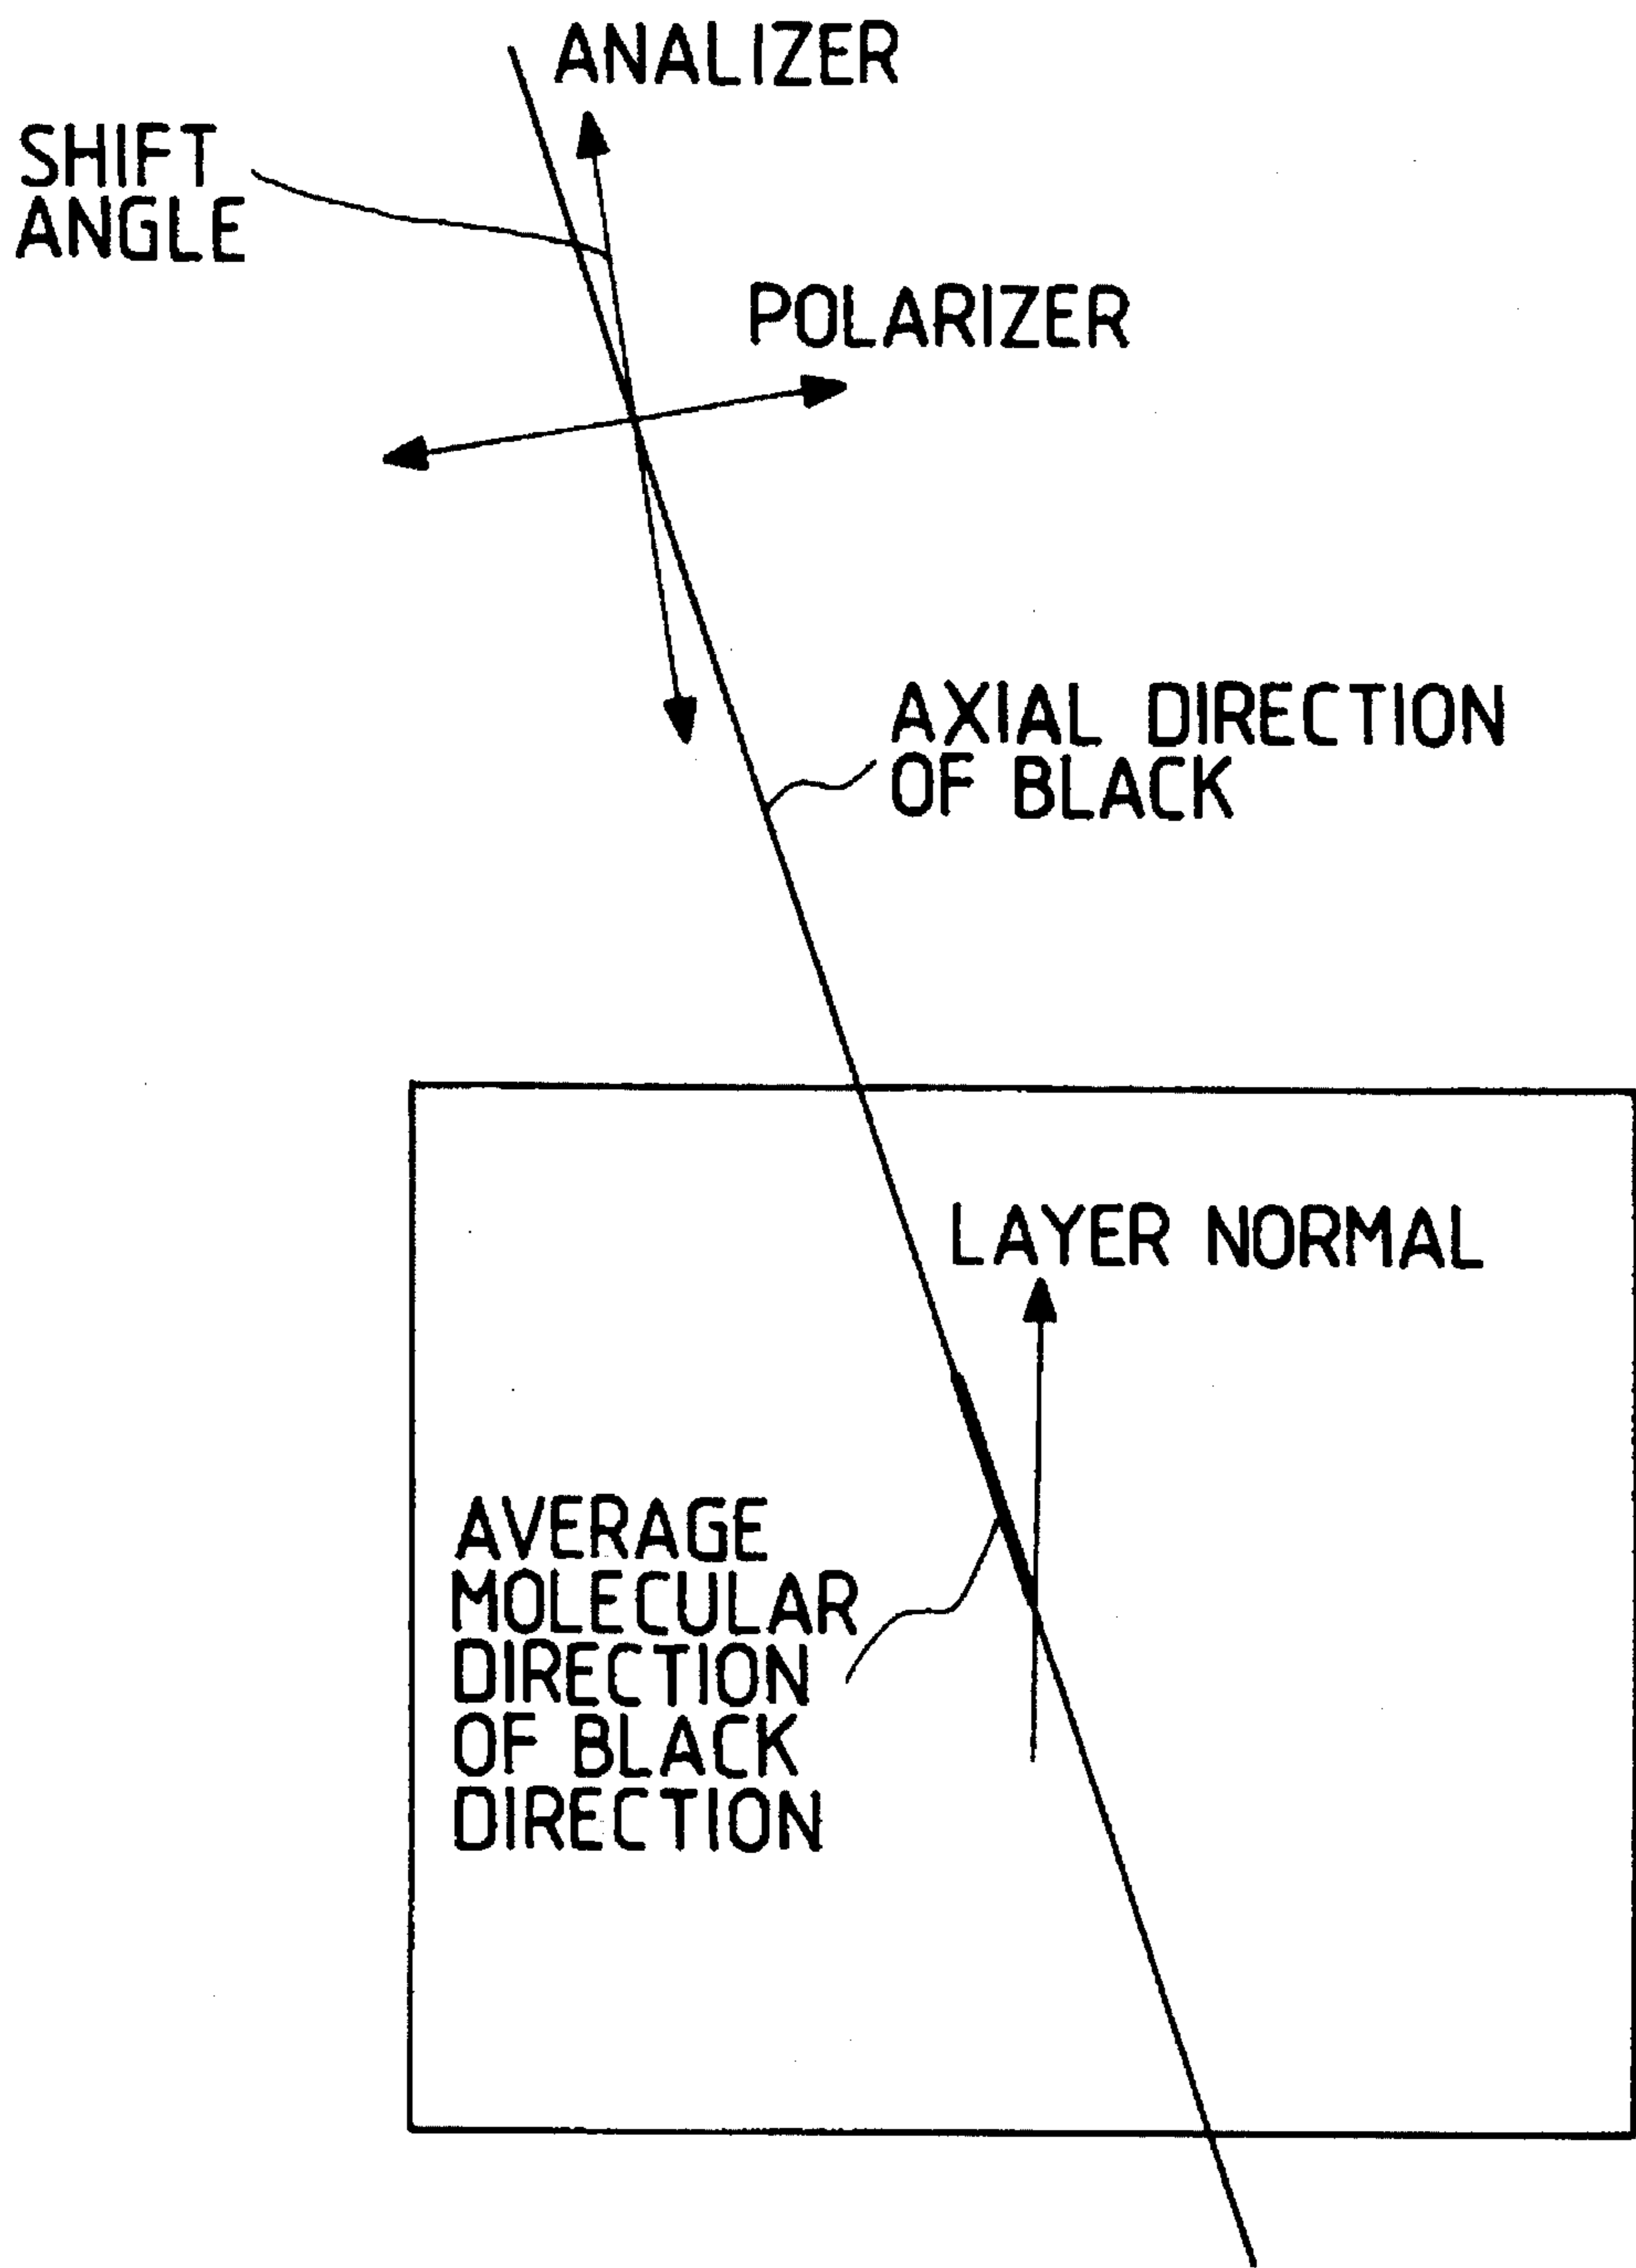 ANALIZER
SHIFT
ANGLE
POLARIZER
AXIAL DIRECTION
OF BLACK
LAYER NORMAL
AVERAGE
MOLECULAR
DIRECTION
OF BLACK
DIRECTION